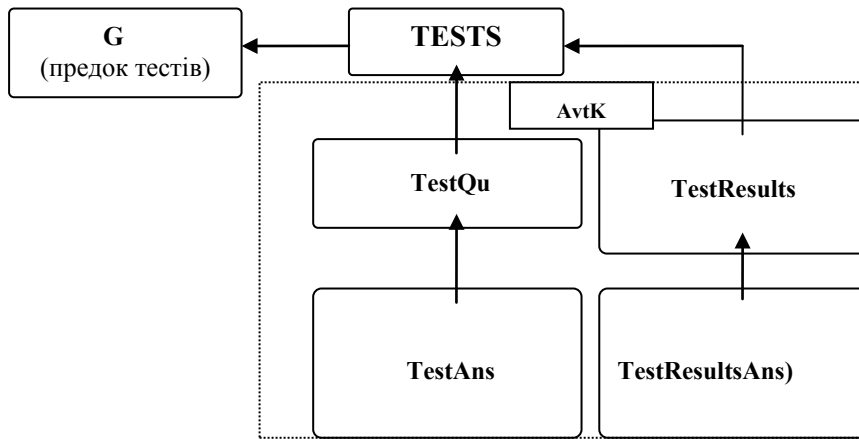 G
(предок тестів)
TESTS
AvtK
TestQu
TestResults
TestAns
TestResultsAns)